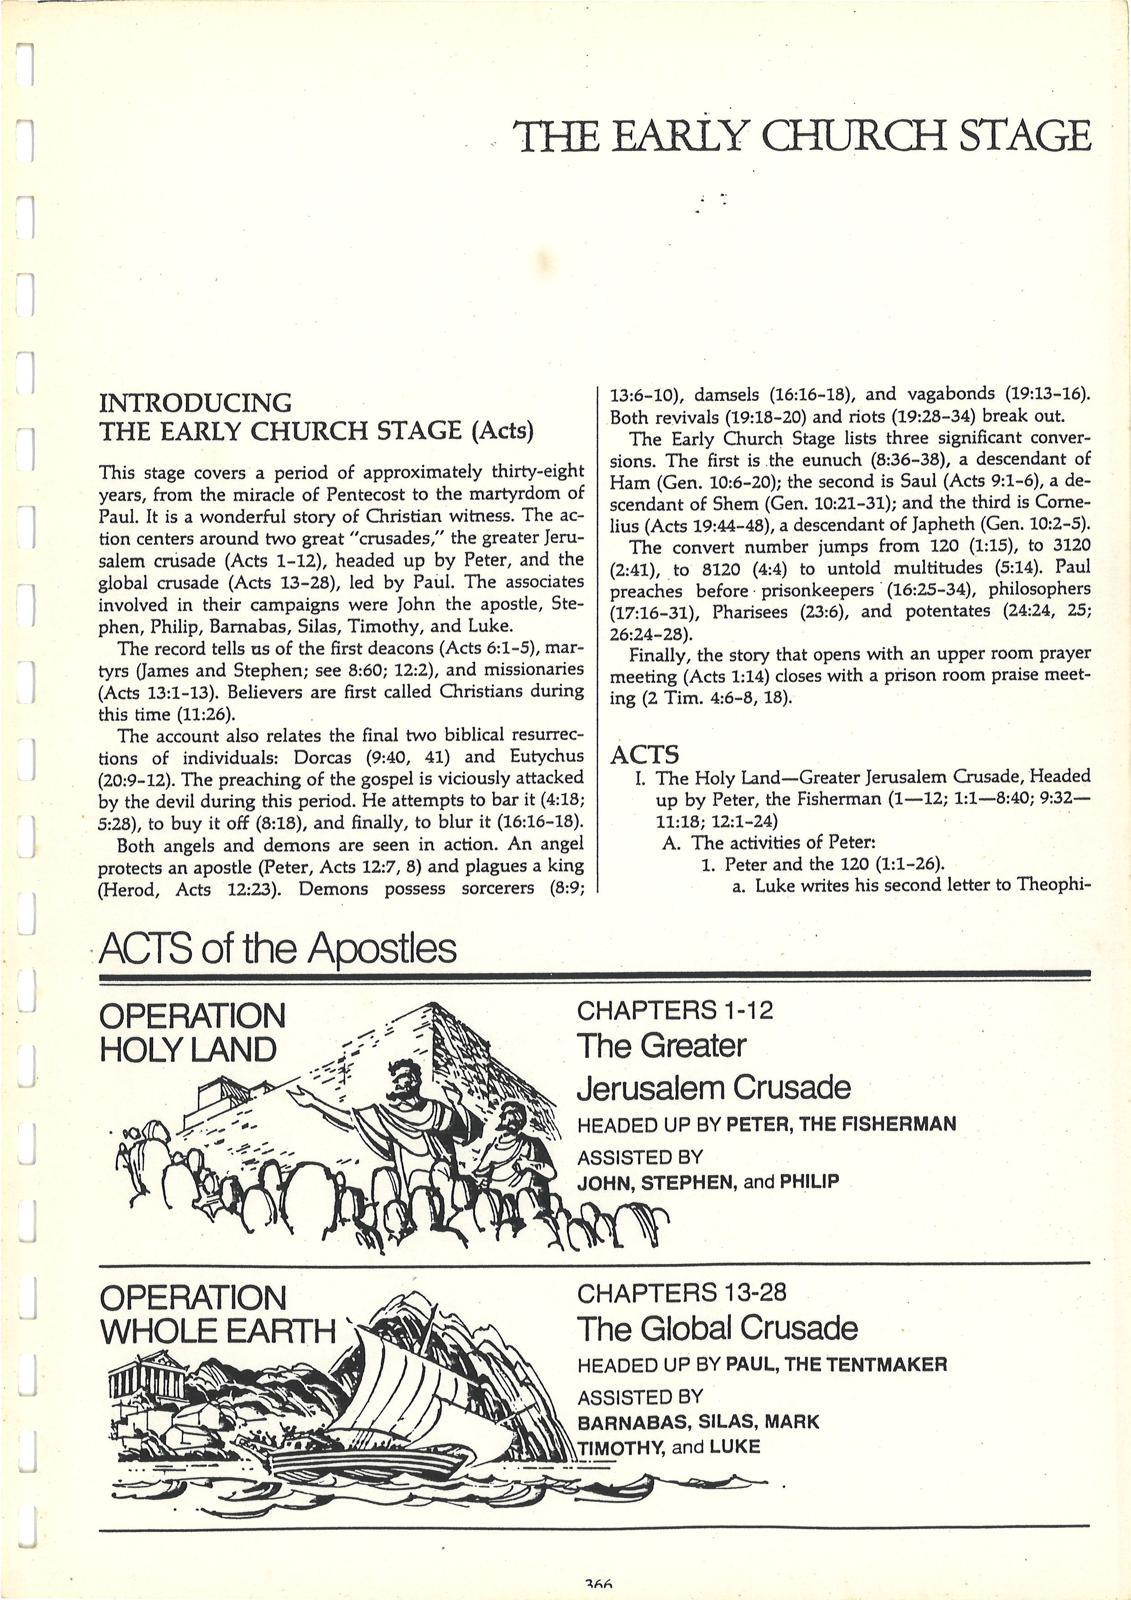 THE EARLY CHURCH STAGE
INTRODUCING
THE EARLY CHURCH STAGE (Acts)
This stage covers a period of approximately thirty-eight
years, from the miracle of Pentecost to the martyrdom of
Paul. It is a wonderful story of Christian witness. The ac-
tion centers around two great "crusades," the greater Jeru-
salem crusade (Acts 1-12), headed up by Peter, and the
global crusade (Acts 13-28), led by Paul. The associates
involved in their campaigns were John the apostle, Ste-
phen, Philip, Barnabas, Silas, Timothy, and Luke.
The record tells us of the first deacons (Acts 6:1-5), mar-
tyrs (James and Stephen; see 8:60; 12:2), and missionaries
(Acts 13:1-13). Believers are first called Christians during
this time (11:26).
The account also relates the final two biblical resurrec-
tions of individuals: Dorcas (9:40, 41) and Eutychus
(20:9-12). The preaching of the gospel is viciously attacked
by the devil during this period. He attempts to bar it (4:18;
5:28), to buy it off (8:18), and finally, to blur it (16:16-18).
Both angels and demons are seen in action. An angel
protects an apostle (Peter, Acts 12:7, 8) and plagues a king
(Herod, Acts 12:23). Demons possess sorcerers (8:9;
13:6-10), damsels (16:16-18), and vagabonds (19:13-16).
Both revivals (19:18-20) and riots (19:28-34) break out.
The Early Church Stage lists three significant conver-
sions. The first is the eunuch (8:36-38), a descendant of
Ham (Gen. 10:6-20); the second is Saul (Acts 9:1-6), a de-
scendant of Shem (Gen. 10:21-31); and the third is Corne-
lius (Acts 19:44-48), a descendant of Japheth (Gen. 10:2-5).
The convert number jumps from 120 (1:15), to 3120
(2:41), to 8120 (4:4) to untold multitudes (5:14). Paul
preaches before prisonkeepers (16:25-34), philosophers
(17:16-31), Pharisees (23:6), and potentates (24:24, 25;
26:24-28).
Finally, the story that opens with an upper room prayer
meeting (Acts 1:14) closes with a prison room praise meet-
ing (2 Tim. 4:6-8, 18).
ACTS
I. The Holy Land—Greater Jerusalem Crusade, Headed
up by Peter, the Fisherman (1—12; 1:1—8:40; 9:32—
11:18; 12:1-24)
A. The activities of Peter:
1. Peter and the 120 (1:1-26).
a. Luke writes his second letter to Theophi-
ACTS of the Apostles
OPERATION
HOLY LAND
CHAPTERS 1-12
The Greater
Jerusalem Crusade
HEADED UP BY PETER, THE FISHERMAN
ASSISTED BY
JOHN, STEPHEN, and PHILIP
OPERATION
WHOLE EARTH
CHAPTERS 13-28
The Global Crusade
HEADED UP BY PAUL, THE TENTMAKER
ASSISTED BY
BARNABAS, SILAS, MARK
TIMOTHY, and LUKE
366